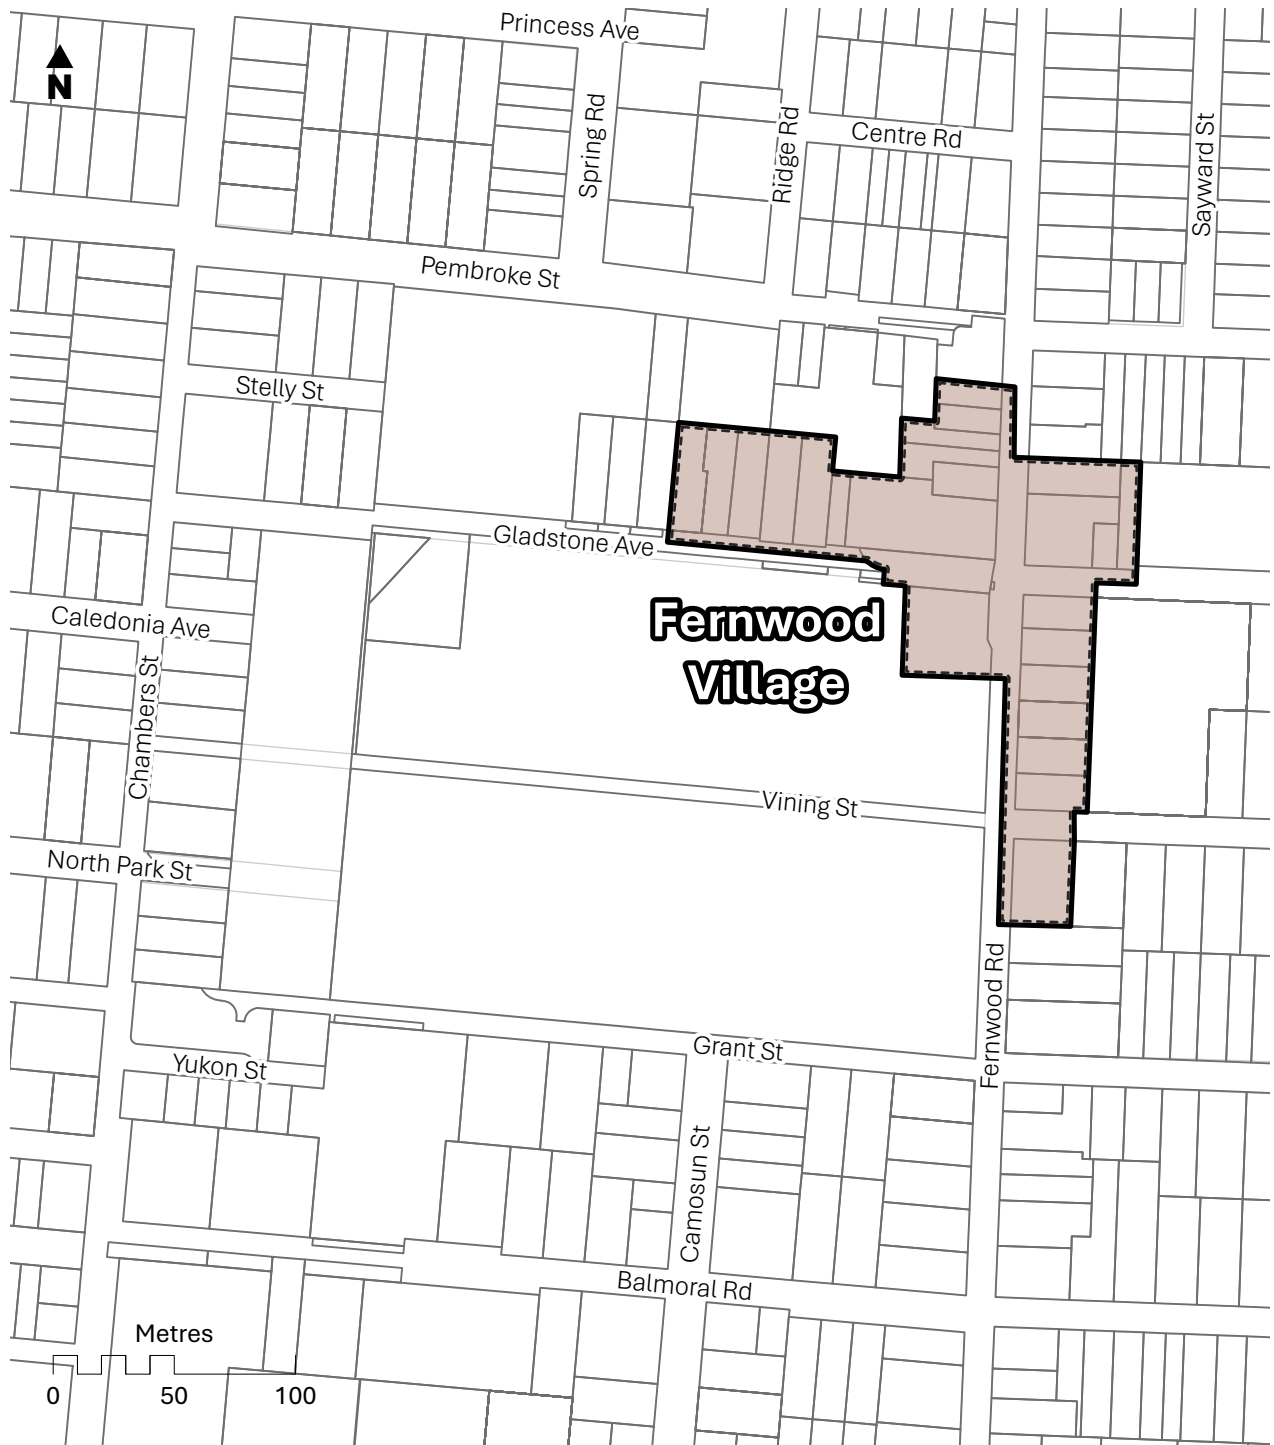 Princess Ave
N
Spring Rd
Ridge Rd
Centre Rd
Sayward St
Pembroke St
Stelly St
Gladstone Ave
Caledonia Ave
Fernwood
Village
Chambers St
Vining St
North Park St
Fernwood Rd
Grant St
Yukon St
Camosun St
Balmoral Rd
Metres
0 50 100